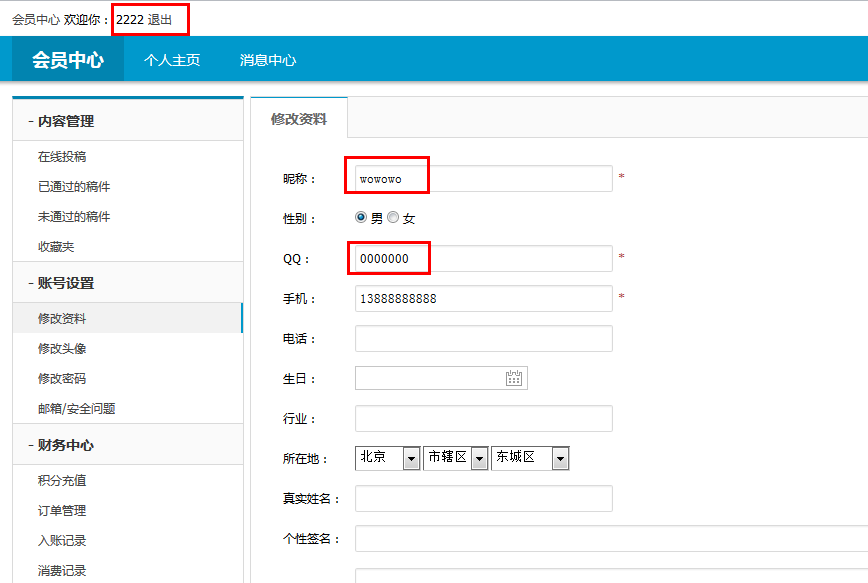 会员中心 欢迎你：2222 退出
会员中心 个人主页 消息中心
- 内容管理
在线投稿
已通过的稿件
未通过的稿件
收藏夹
- 账号设置
修改资料
修改头像
修改密码
邮箱/安全问题
- 财务中心
积分充值
订单管理
入账记录
消费记录
修改资料
昵称： wowowo *
性别： 男 女
QQ： 0000000 *
手机： 13888888888 *
电话：
生日：
行业：
所在地： 北京 市辖区 东城区
真实姓名：
个性签名：